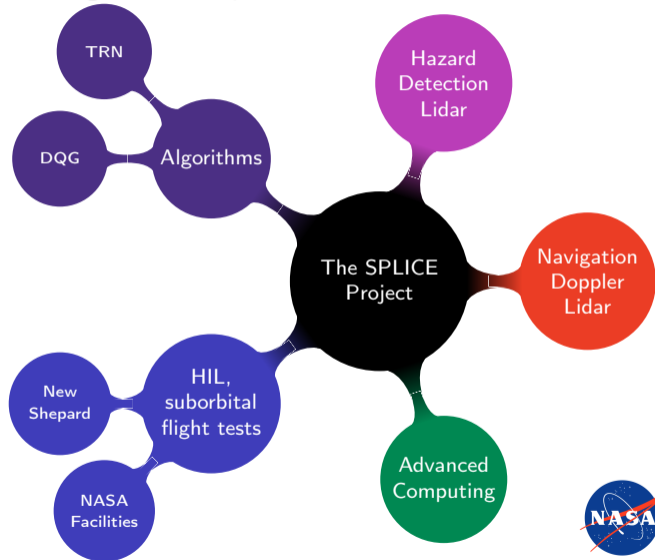 TRN
DQG
Algorithms
Hazard
Detection
Lidar
The SPLICE
Project
Navigation
Doppler
Lidar
New
Shepard
HIL,
suborbital
flight tests
NASA
Facilities
Advanced
Computing
NASA